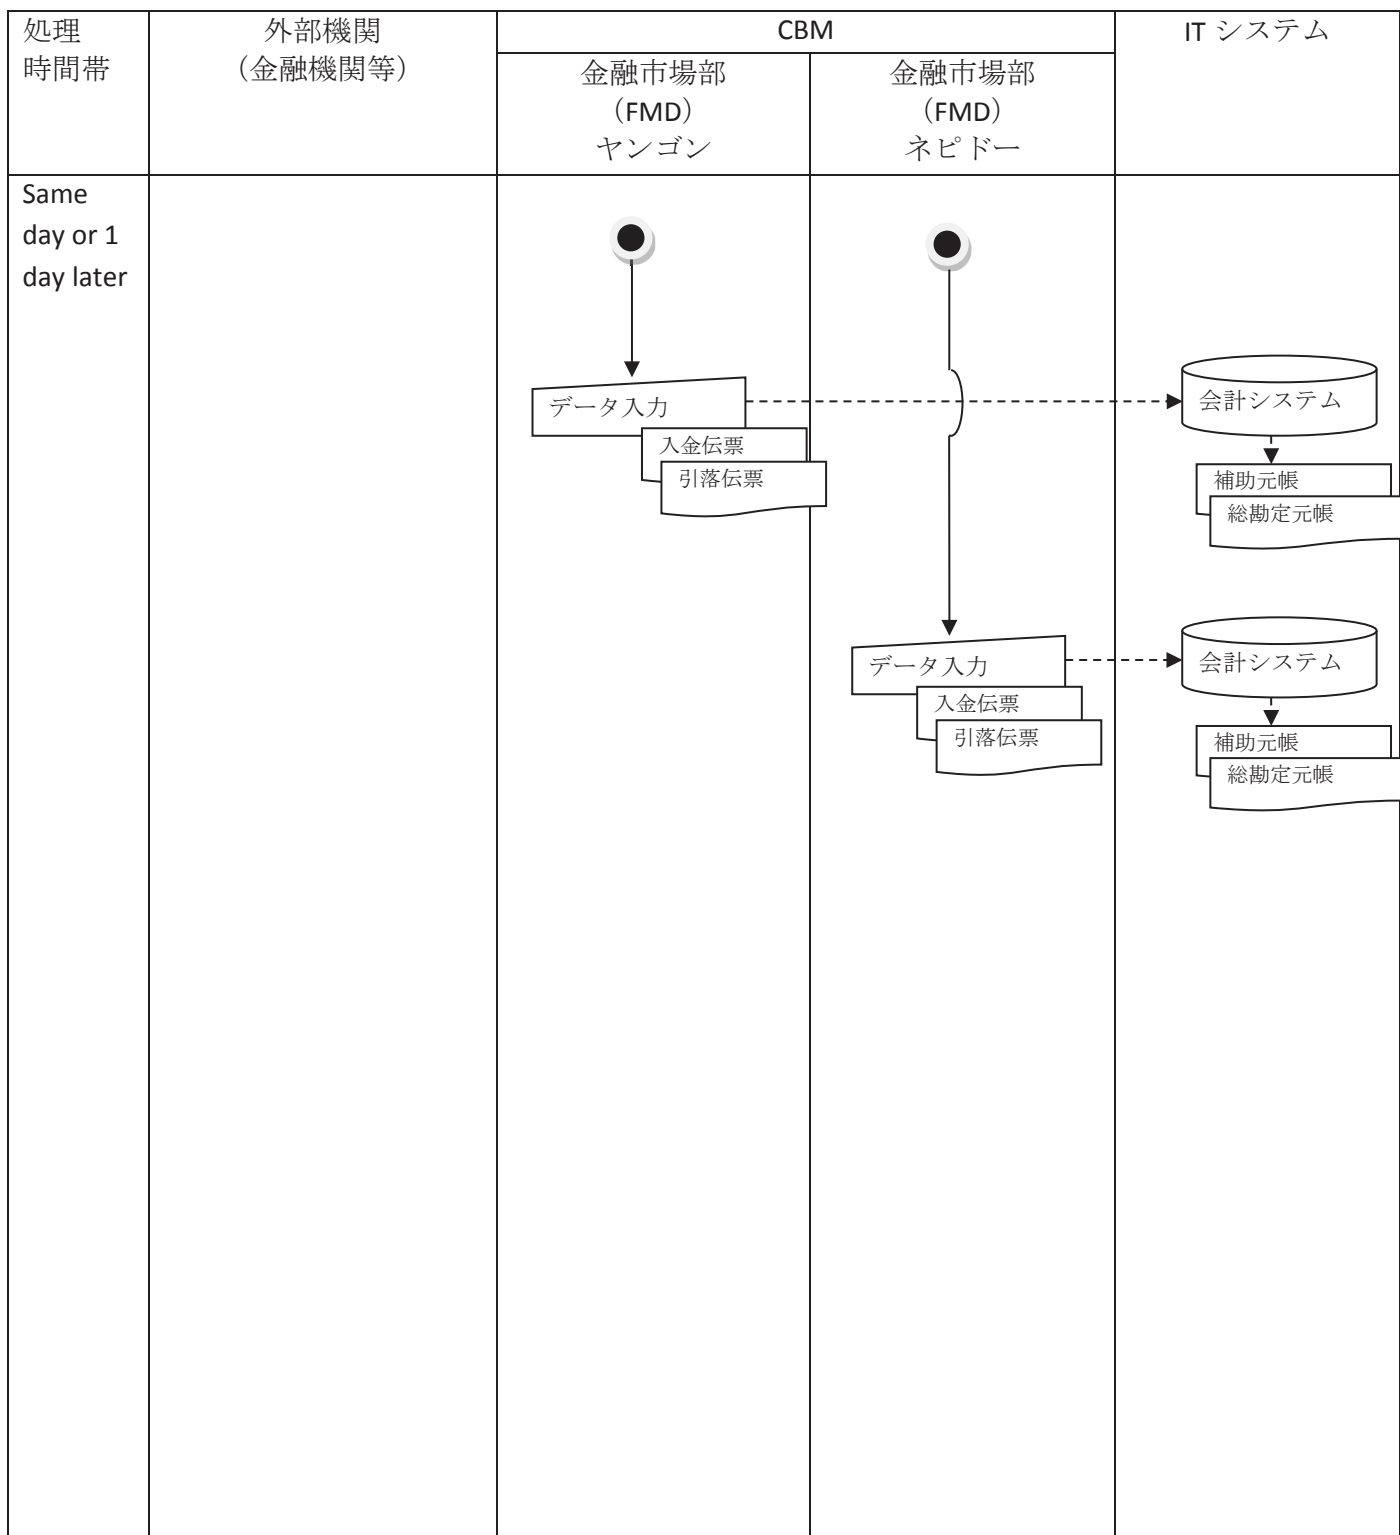 処理
時間帯
外部機関
（金融機関等）
CBM
IT システム
金融市場部
（FMD）
ヤンゴン
金融市場部
（FMD）
ネピドー
Same
day or 1
day later
データ入力
入金伝票
引落伝票
会計システム
補助元帳
総勘定元帳
データ入力
入金伝票
引落伝票
会計システム
補助元帳
総勘定元帳